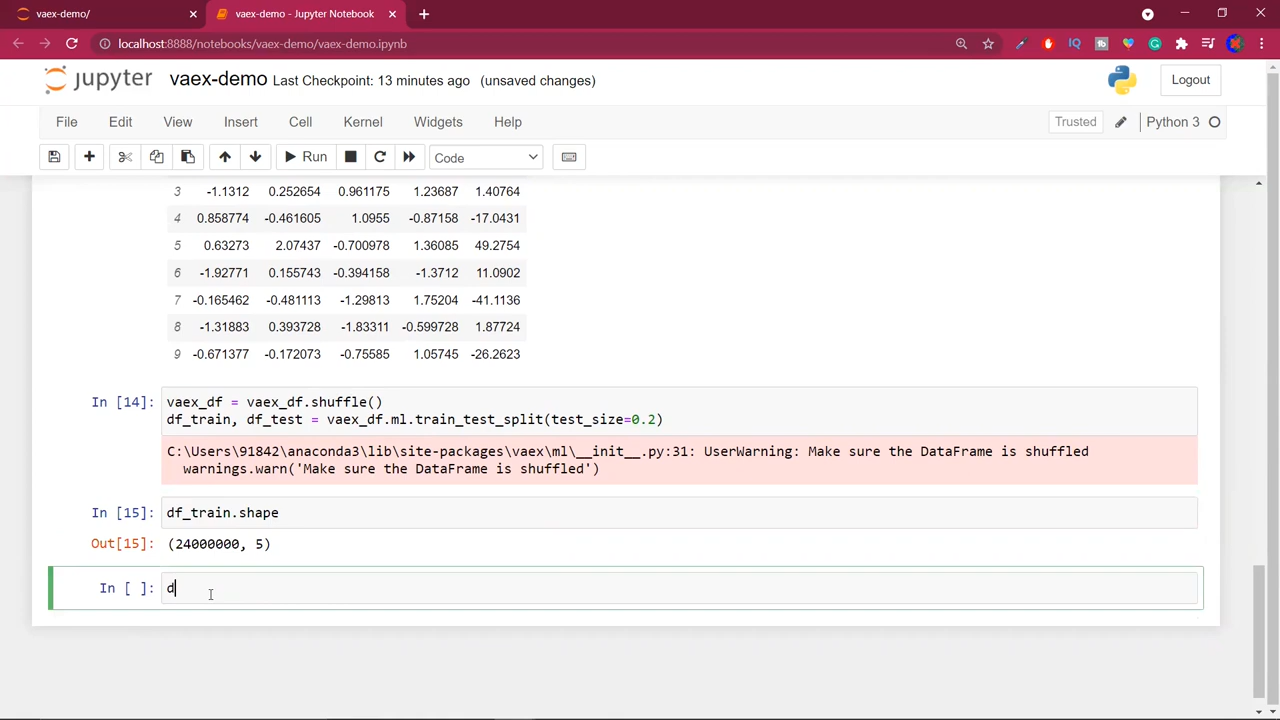 vaex-demo/
vaex-demo - Jupyter Notebook
localhost:8888/notebooks/vaex-demo/vaex-demo.ipynb
jupyter vaex-demo Last Checkpoint: 13 minutes ago (unsaved changes)
Logout
File Edit View Insert Cell Kernel Widgets Help
Trusted Python 3
Run Code
3 -1.1312 0.252654 0.961175 1.23687 1.40764
4 0.858774 -0.461605 1.0955 -0.87158 -17.0431
5 0.63273 2.07437 -0.700978 1.36085 49.2754
6 -1.92771 0.155743 -0.394158 -1.3712 11.0902
7 -0.165462 -0.481113 -1.29813 1.75204 -41.1136
8 -1.31883 0.393728 -1.83311 -0.599728 1.87724
9 -0.671377 -0.172073 -0.75585 1.05745 -26.2623
In [14]: vaex_df = vaex_df.shuffle()
df_train, df_test = vaex_df.ml.train_test_split(test_size=0.2)
C:\Users\91842\anaconda3\lib\site-packages\vaex\ml\__init__.py:31: UserWarning: Make sure the DataFrame is shuffled
warnings.warn('Make sure the DataFrame is shuffled')
In [15]: df_train.shape
Out[15]: (24000000, 5)
In [ ]: d